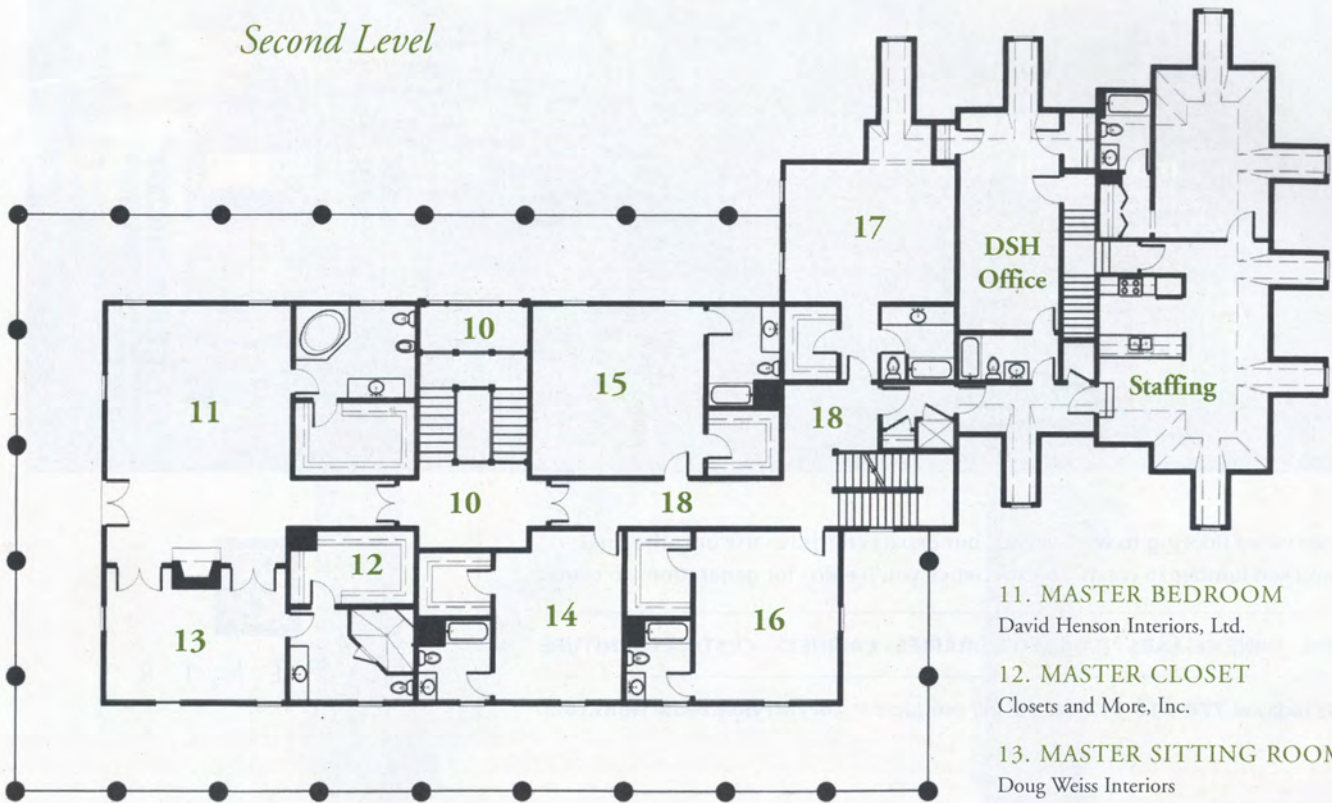 Second Level
17
DSH
Office
10
15
11
Staffing
18
10
18
12
14
16
13
11. MASTER BEDROOM
David Henson Interiors, Ltd.
12. MASTER CLOSET
Closets and More, Inc.
13. MASTER SITTING ROOM
Doug Weiss Interiors